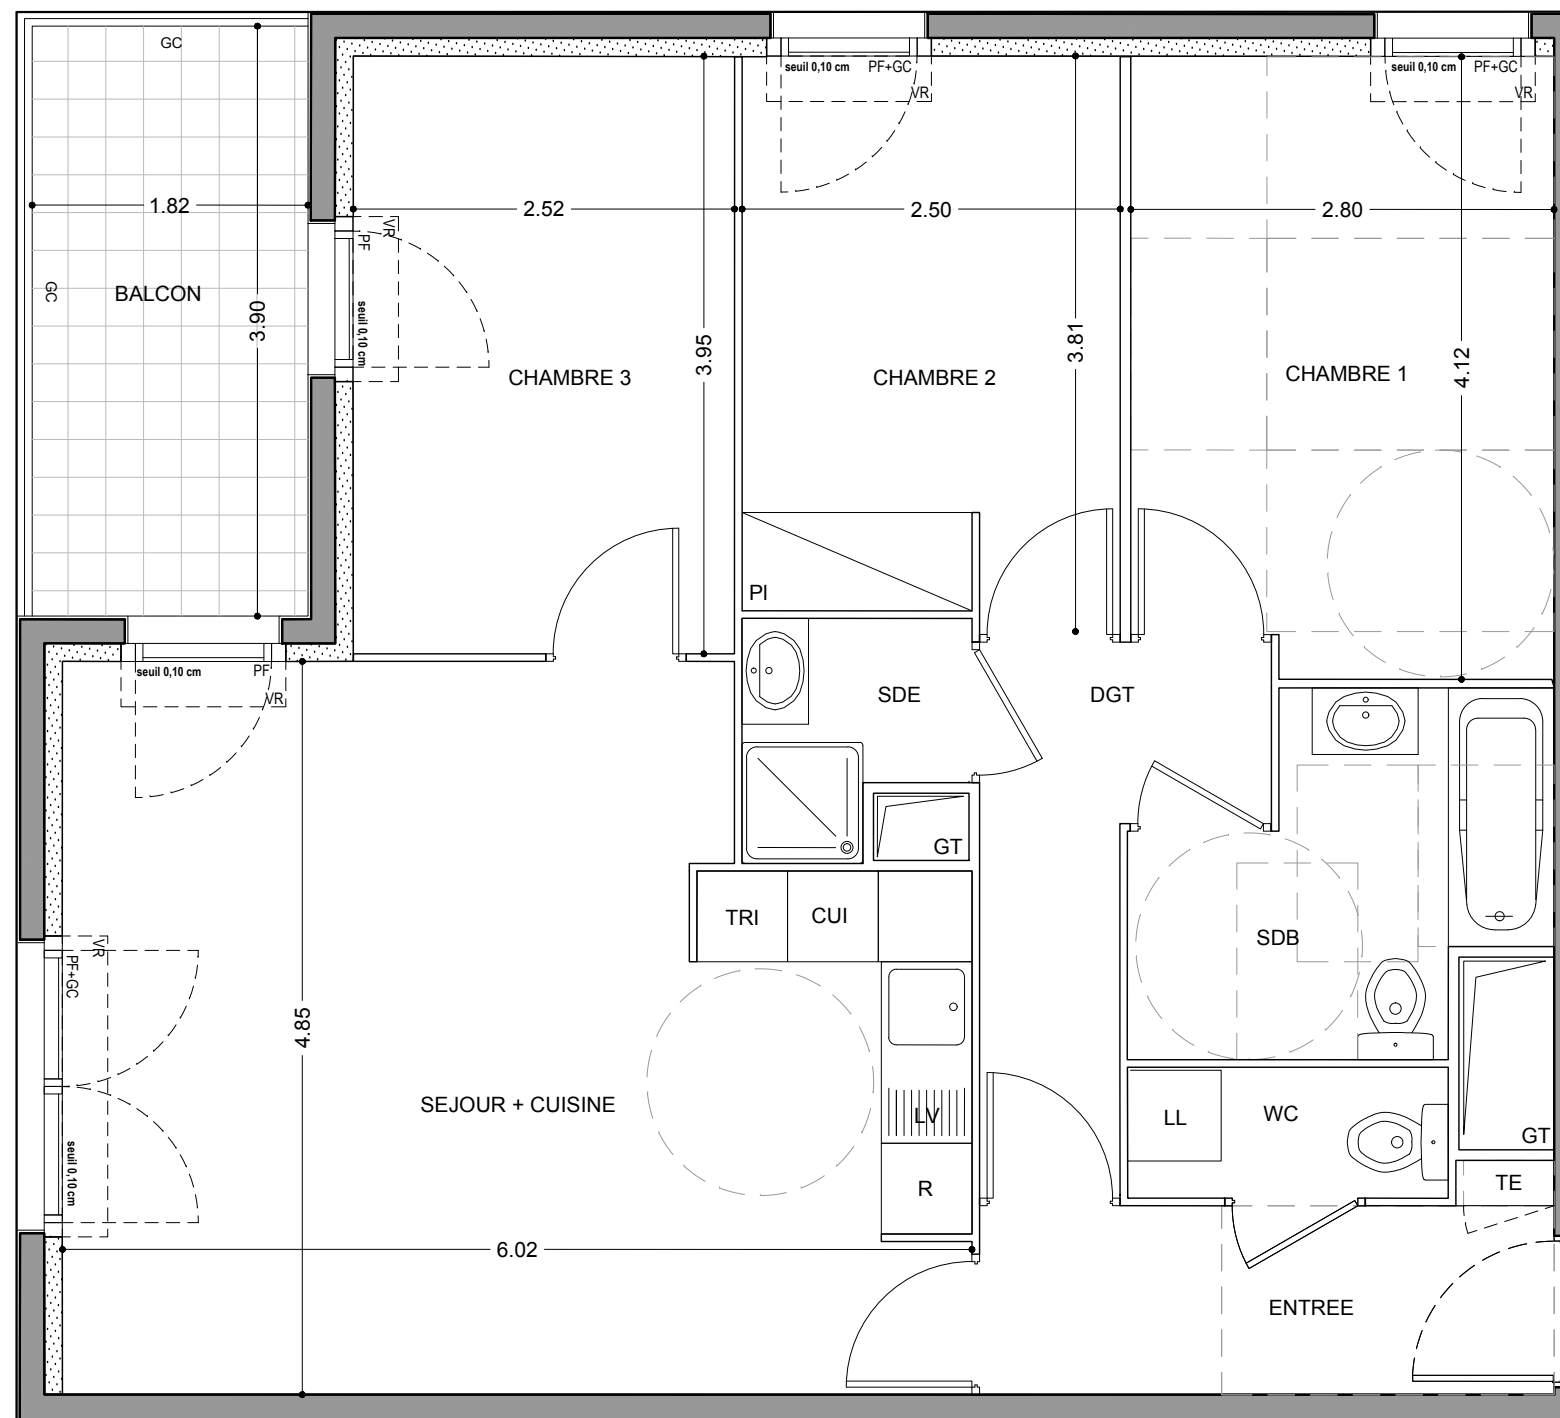 GC
seuil 0,10 cm
PF+GC
VR
seuil 0,10 cm
PF+GC
VR
1.82
2.52
2.50
2.80
VR
PF
GC
BALCON
3.90
seuil 0,10 cm
3.95
3.81
4.12
CHAMBRE 3
CHAMBRE 2
CHAMBRE 1
PI
seuil 0,10 cm
PF
VR
SDE
DGT
GT
TRI
CUI
SDB
VR
PF+GC
4.85
SEJOUR + CUISINE
LV
LL
WC
GT
seuil 0,10 cm
R
TE
6.02
ENTREE